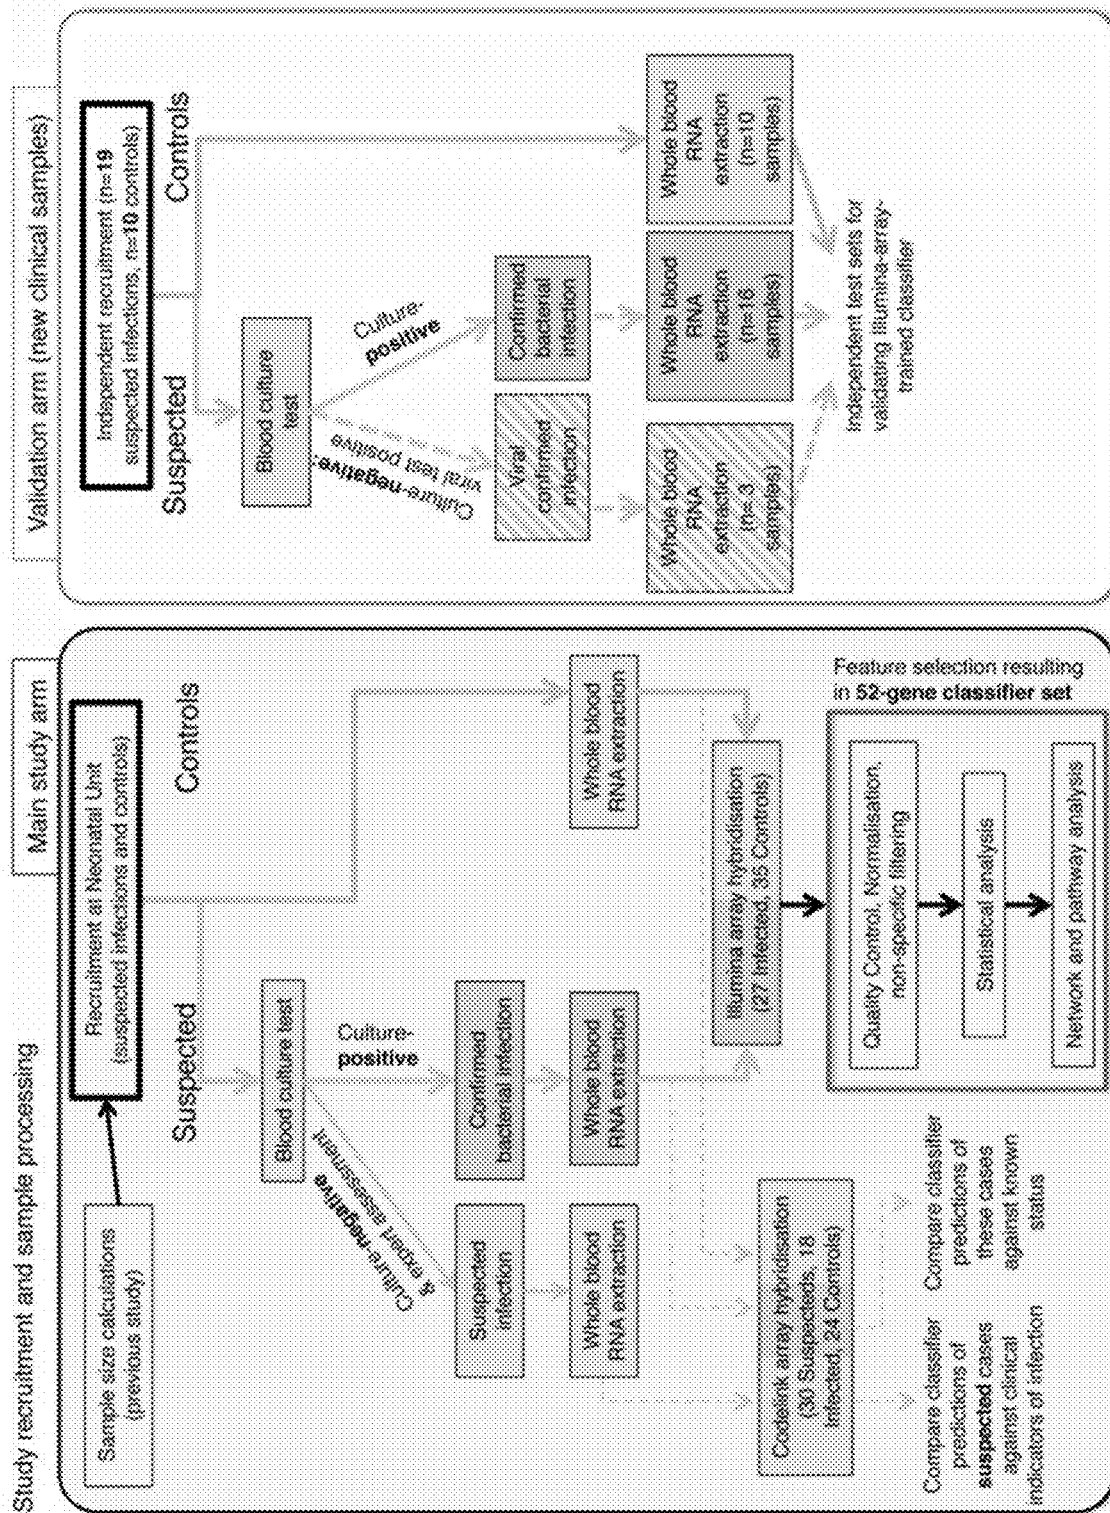 Study recruitment and sample processing
Main study arm
Sample size calculations
(previous study)
Recruitment at Neonatal Unit
(suspected infections and controls)
Suspected
Controls
Blood culture test
Culture-negative
& expert assessment
Culture-
positive
Suspected
infection
Confirmed
bacterial infection
Whole blood
RNA extraction
Whole blood
RNA extraction
Whole blood
RNA extraction
Codelink array hybridisation
(30 Suspecteds, 18
Infected, 24 Controls)
Illumina array hybridisation
(27 Infected, 35 Controls)
Compare classifier
predictions of
suspected cases
against clinical
indicators of infection
Compare classifier
predictions of
these cases
against known
status
Feature selection resulting
in 52-gene classifier set
Quality Control, Normalisation,
non-specific filtering
Statistical analysis
Network and pathway analysis
Validation arm (new clinical samples)
Independent recruitment (n=19
suspected infections, n=10 controls)
Suspected
Controls
Blood culture
test
Culture-negative:
viral test positive
Culture-
positive
Viral
confirmed
infection
Confirmed
bacterial
infection
Whole blood
RNA
extraction
(n=3
samples)
Whole blood
RNA
extraction
(n=16
samples)
Whole blood
RNA
extraction
(n=10
samples)
Independent test sets for
validating Illumina-array-
trained classifier